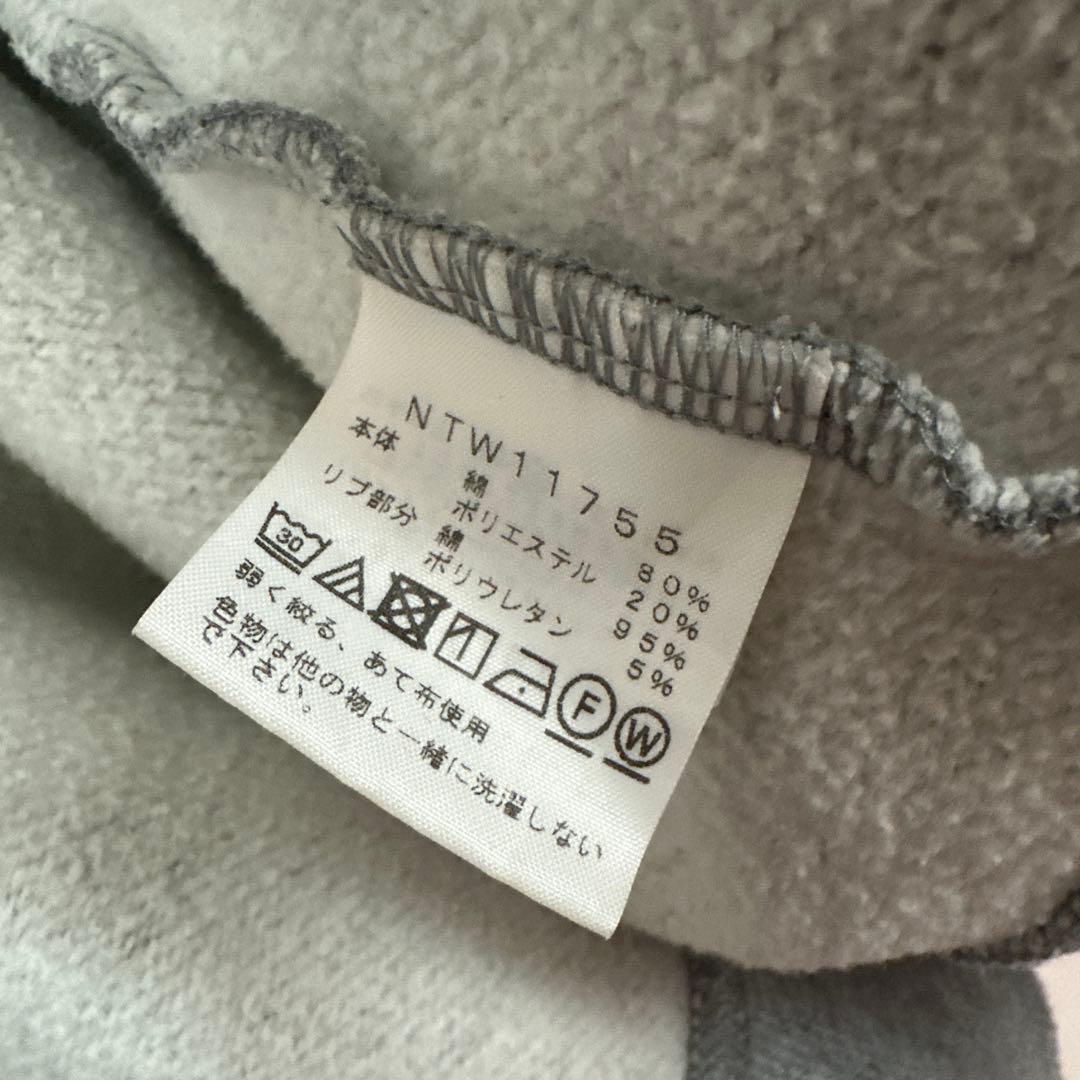 NTW11755
本体 綿 80%
ポリエステル 20%
リブ部分 綿 95%
ポリウレタン 5%
30 F W
弱く絞る、あて布使用
色物は他の物と一緒に洗濯しない
で下さい。